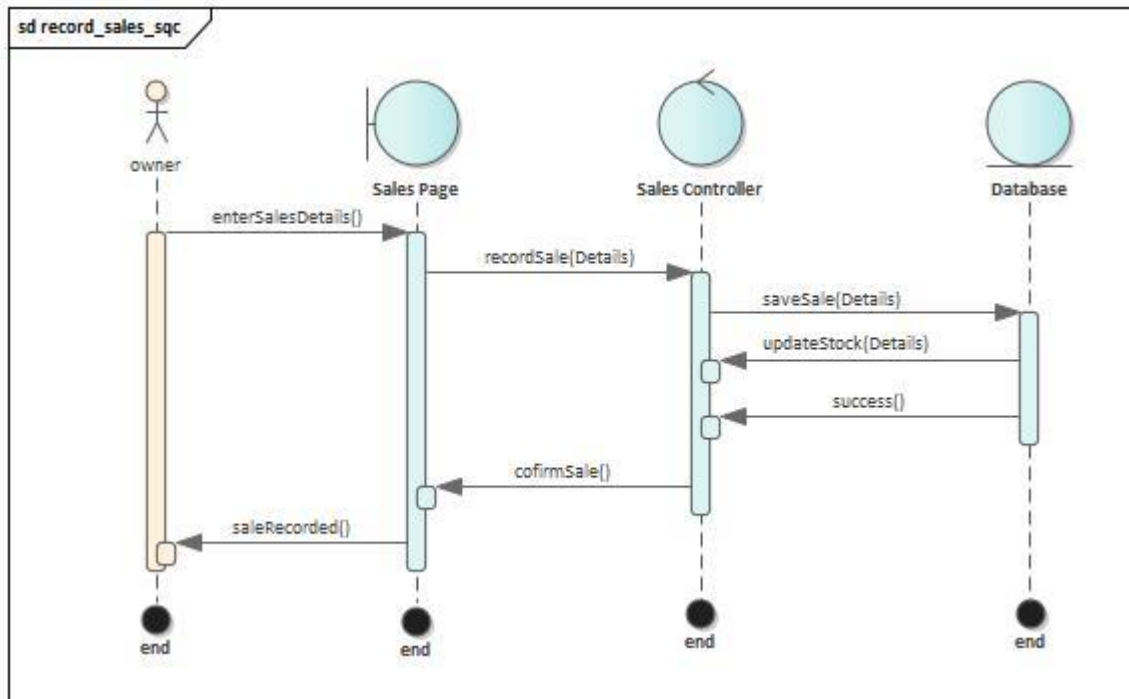 sd record_sales_sqc
owner
Sales Page
Sales Controller
Database
enterSalesDetails()
recordSale(Details)
saveSale(Details)
updateStock(Details)
success()
cofirmSale()
saleRecorded()
end
end
end
end